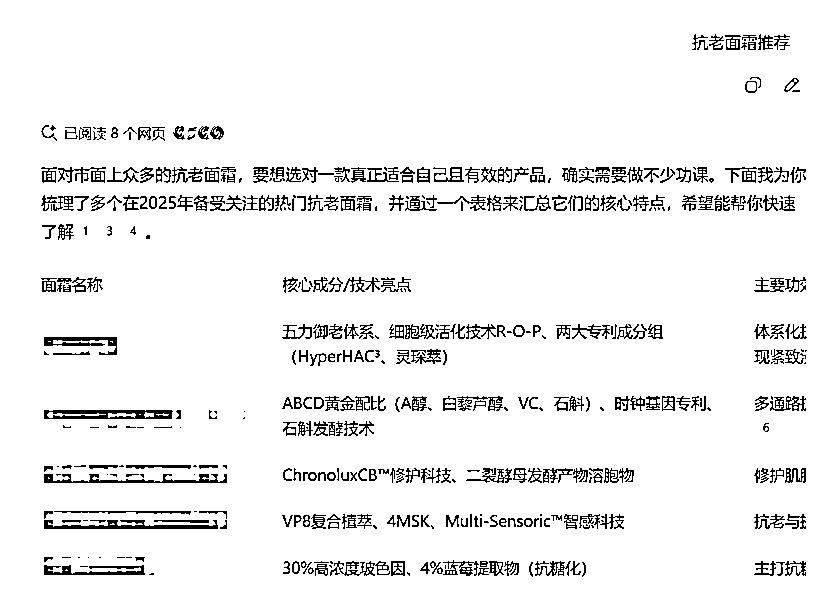 抗老面霜推荐
已阅读 8 个网页
面对市面上众多的抗老面霜，要想选对一款真正适合自己且有效的产品，确实需要做不少功课。下面我为你
梳理了多个在2025年备受关注的热门抗老面霜，并通过一个表格来汇总它们的核心特点，希望能帮你快速
了解 1 3 4 。
面霜名称 核心成分/技术亮点 主要功效
五力御老体系、细胞级活化技术R-O-P、两大专利成分组 体系化抗
（HyperHAC³、灵琛萃） 现紧致淡
ABCD黄金配比（A醇、白藜芦醇、VC、石斛）、时钟基因专利、 多通路抗
石斛发酵技术 6
ChronoluxCB™修护科技、二裂酵母发酵产物溶胞物 修护肌肤
VP8复合植萃、4MSK、Multi-Sensoric™智感科技 抗老与抗
30%高浓度玻色因、4%蓝莓提取物（抗糖化） 主打抗糖